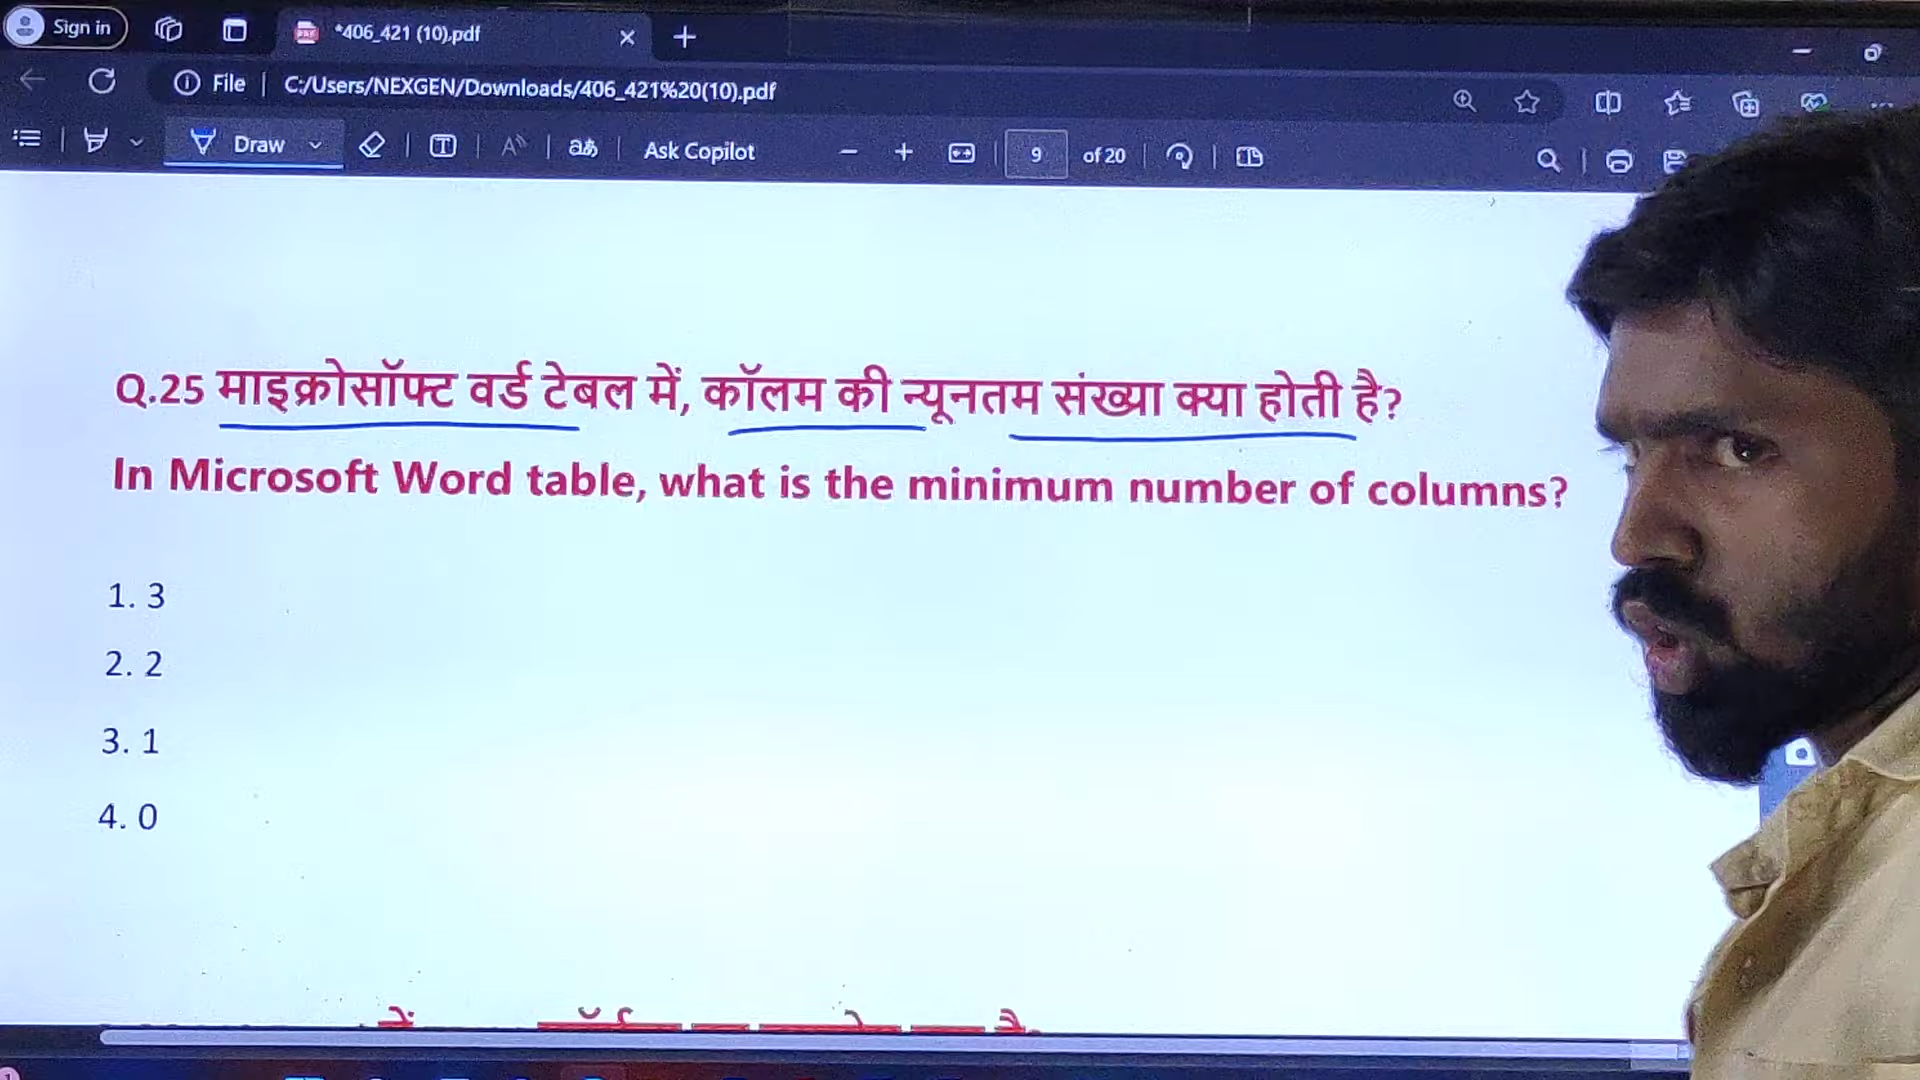 Sign in
*406_421 (10).pdf
File
C:/Users/NEXGEN/Downloads/406_421%20(10).pdf
Draw
Ask Copilot
9
of 20
Q.25 माइक्रोसॉफ्ट वर्ड टेबल में, कॉलम की न्यूनतम संख्या क्या होती है?
In Microsoft Word table, what is the minimum number of columns?
1. 3
2. 2
3. 1
4. 0